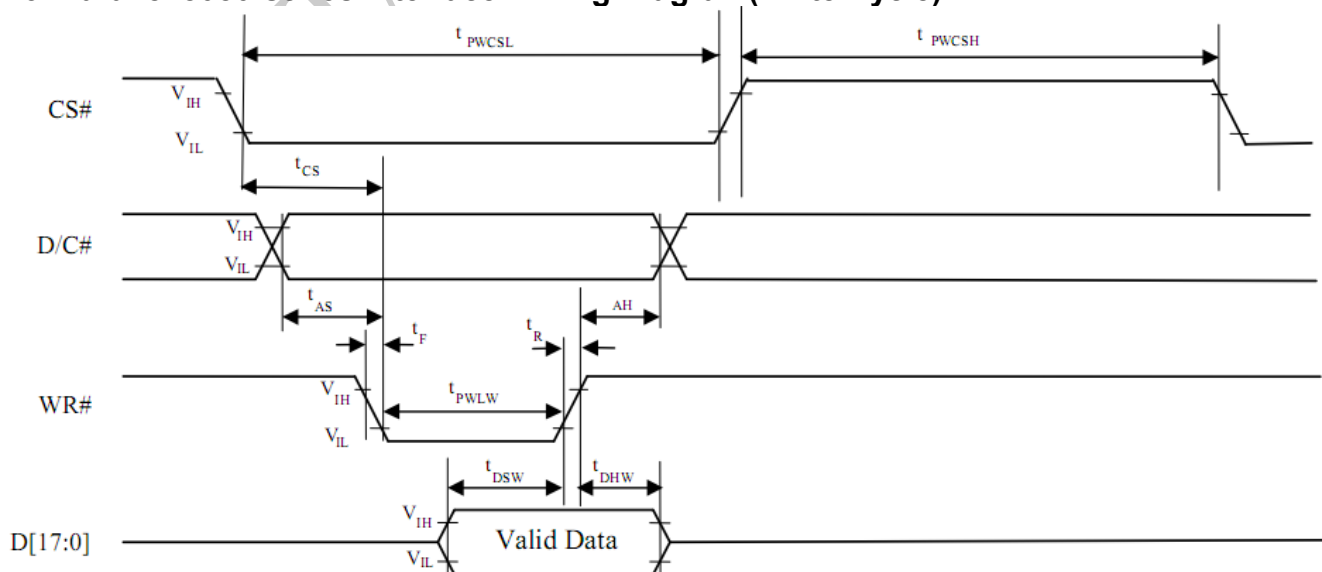 t PWCSL
t PWCSH
CS#
V IH
V IL
t CS
D/C#
V IH
V IL
t AS
AH
t F
t R
WR#
V IH
V IL
t PWLW
t DSW
t DHW
D[17:0]
V IH
V IL
Valid Data